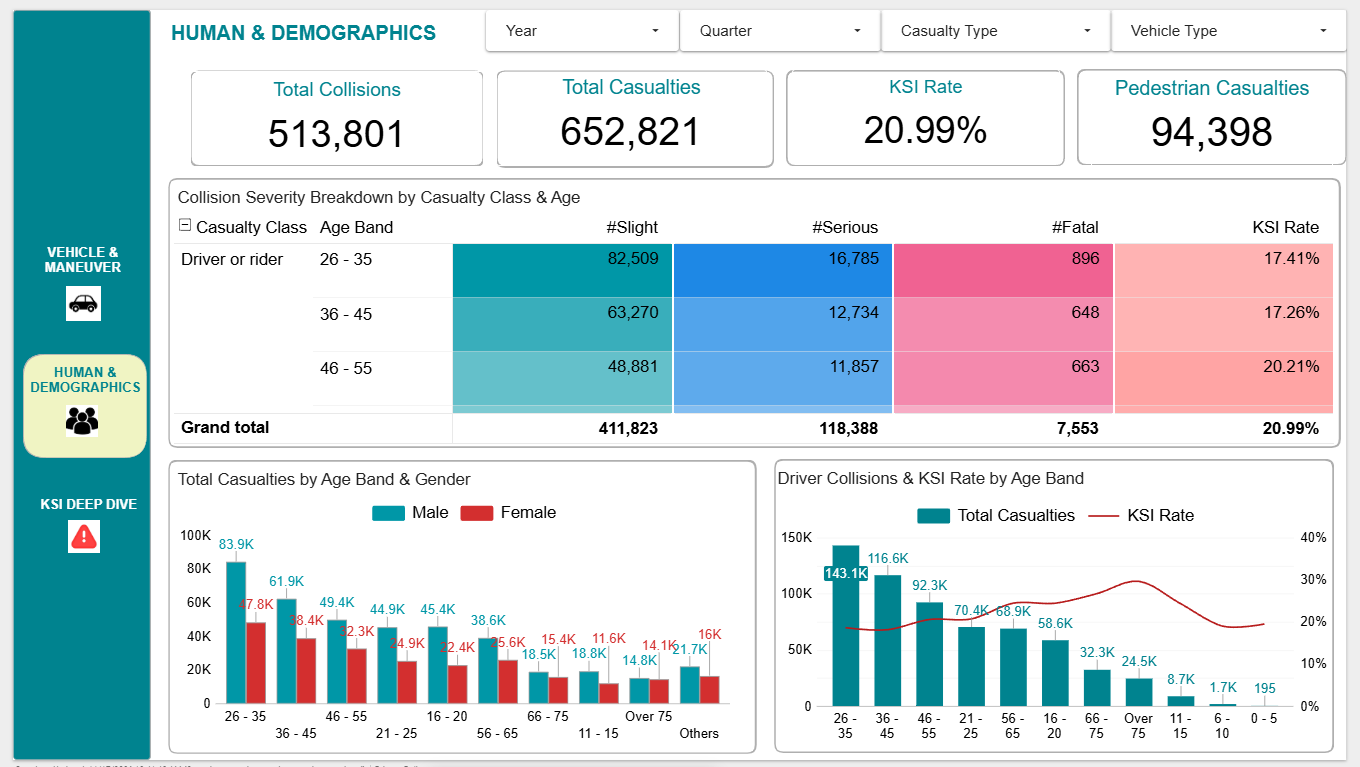 HUMAN & DEMOGRAPHICS
Year
Quarter
Casualty Type
Vehicle Type
Total Collisions
513,801
Total Casualties
652,821
KSI Rate
20.99%
Pedestrian Casualties
94,398
VEHICLE &
MANEUVER
HUMAN &
DEMOGRAPHICS
KSI DEEP DIVE
Collision Severity Breakdown by Casualty Class & Age
Casualty Class Age Band #Slight #Serious #Fatal KSI Rate
Driver or rider 26 - 35 82,509 16,785 896 17.41%
36 - 45 63,270 12,734 648 17.26%
46 - 55 48,881 11,857 663 20.21%
Grand total 411,823 118,388 7,553 20.99%
Total Casualties by Age Band & Gender
Male Female
100K
80K
60K
40K
20K
0
83.9K 61.9K 49.4K 44.9K 45.4K 38.6K 18.5K 18.8K 14.8K 21.7K
47.8K 38.4K 32.3K 24.9K 22.4K 25.6K 15.4K 11.6K 14.1K 16K
26 - 35 46 - 55 16 - 20 66 - 75 Over 75
36 - 45 21 - 25 56 - 65 11 - 15 Others
Driver Collisions & KSI Rate by Age Band
Total Casualties KSI Rate
150K
100K
50K
0
40%
30%
20%
10%
0%
143.1K 116.6K 92.3K 70.4K 68.9K 58.6K 32.3K 24.5K 8.7K 1.7K 195
26 - 36 - 46 - 21 - 56 - 16 - 66 - Over 11 - 6 - 0 - 5
35 45 55 25 65 20 75 75 15 10